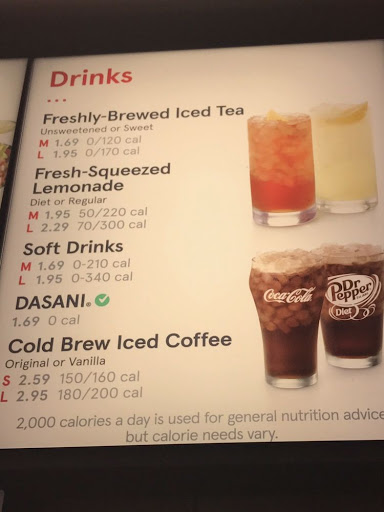 Drinks
Freshly-Brewed Iced Tea
Unsweetened or Sweet
M 1.69 0/120 cal
L 1.95 0/170 cal
Fresh-Squeezed
Lemonade
Diet or Regular
M 1.95 50/220 cal
L 2.29 70/300 cal
Soft Drinks
M 1.69 0-210 cal
L 1.95 0-340 cal
DASANI®
1.69 0 cal
Cold Brew Iced Coffee
Original or Vanilla
S 2.59 150/160 cal
L 2.95 180/200 cal
Coca-Cola
Dr Pepper
Diet
2,000 calories a day is used for general nutrition advice
but calorie needs vary.